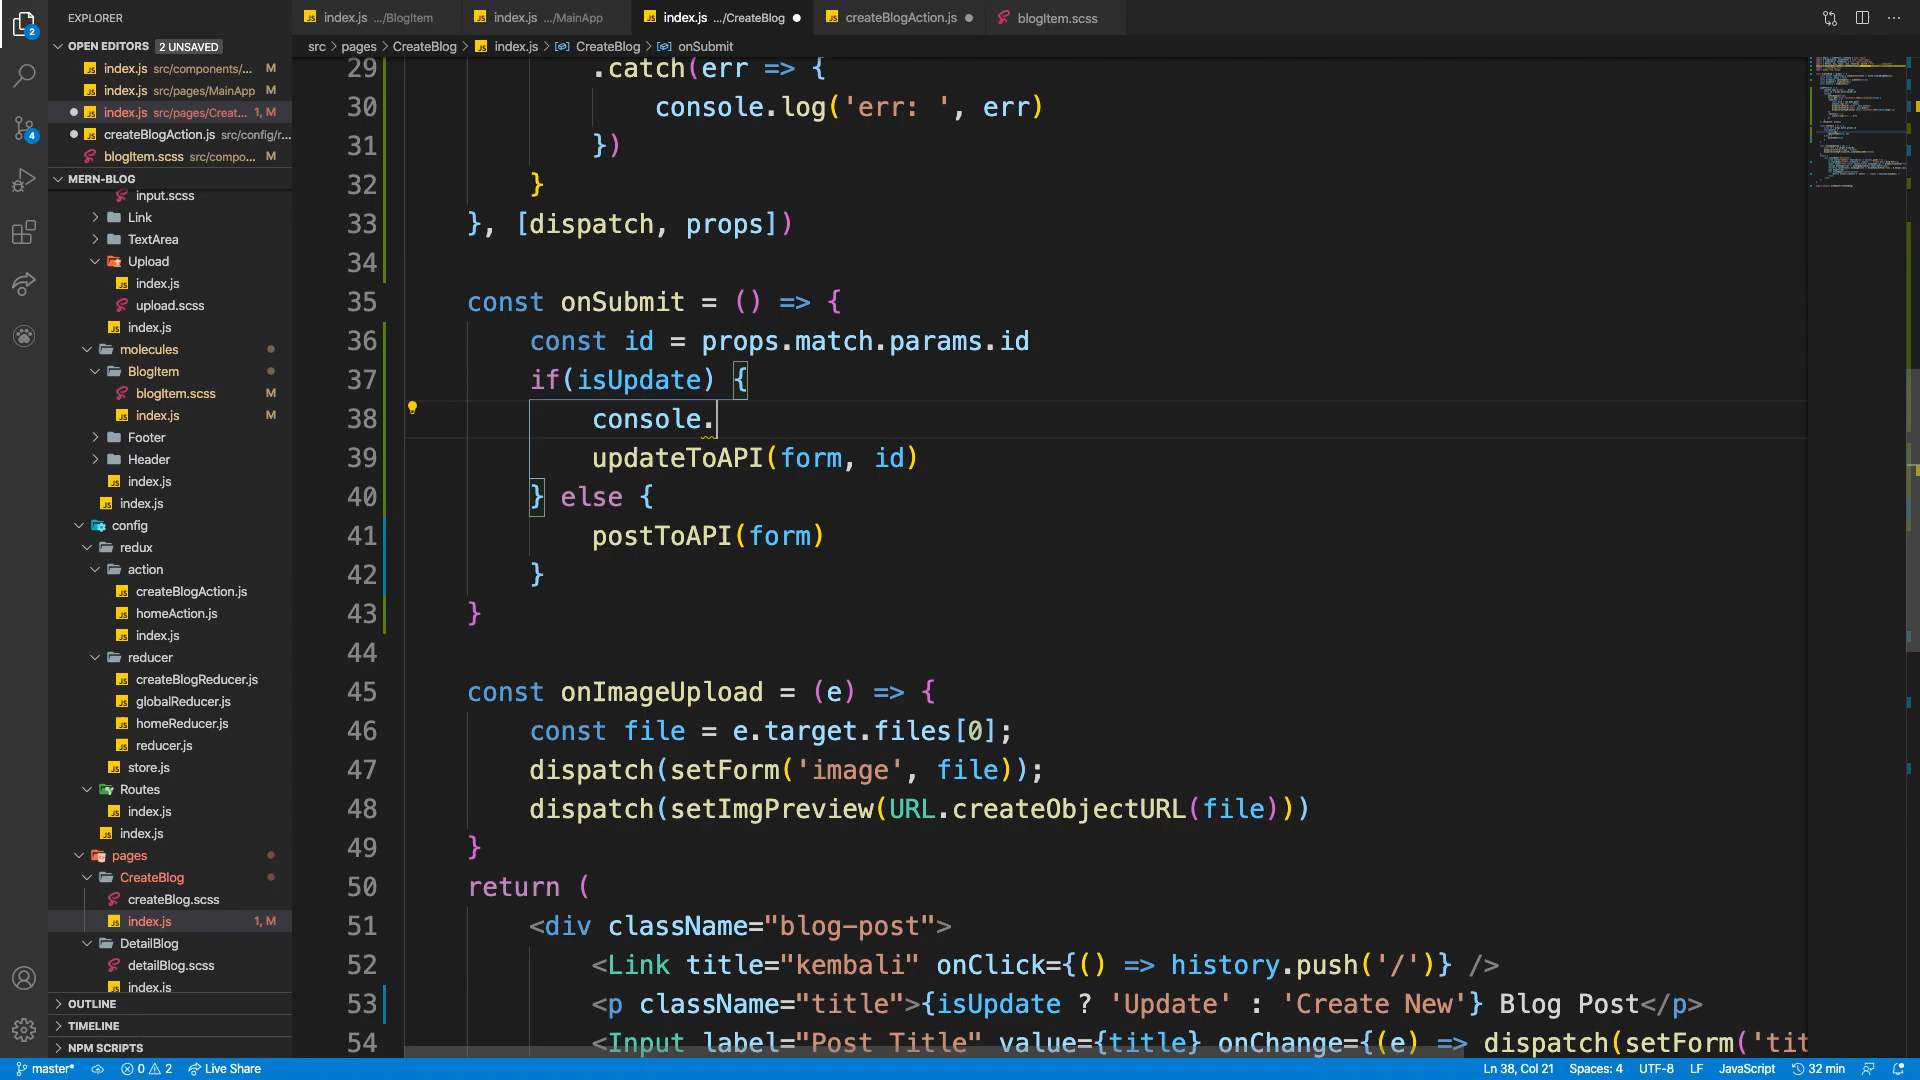 EXPLORER
OPEN EDITORS 2 UNSAVED
index.js src/components/... M
index.js src/pages/MainApp M
index.js src/pages/Creat... 1, M
createBlogAction.js src/config/r...
blogItem.scss src/compo... M
MERN-BLOG
input.scss
Link
TextArea
Upload
index.js
upload.scss
index.js
molecules
BlogItem
blogItem.scss M
index.js M
Footer
Header
index.js
index.js
config
redux
action
createBlogAction.js
homeAction.js
index.js
reducer
createBlogReducer.js
globalReducer.js
homeReducer.js
reducer.js
store.js
Routes
index.js
index.js
pages
CreateBlog
createBlog.scss
index.js 1, M
DetailBlog
detailBlog.scss
index.js
OUTLINE
TIMELINE
NPM SCRIPTS
index.js .../BlogItem
index.js .../MainApp
index.js .../CreateBlog
createBlogAction.js
blogItem.scss
src > pages > CreateBlog > index.js > CreateBlog > onSubmit
29 .catch(err => {
30 console.log('err: ', err)
31 })
32 }
33 }, [dispatch, props])
34
35 const onSubmit = () => {
36 const id = props.match.params.id
37 if(isUpdate) {
38 console.
39 updateToAPI(form, id)
40 } else {
41 postToAPI(form)
42 }
43 }
44
45 const onImageUpload = (e) => {
46 const file = e.target.files[0];
47 dispatch(setForm('image', file));
48 dispatch(setImgPreview(URL.createObjectURL(file)))
49 }
50 return (
51 <div className="blog-post">
52 <Link title="kembali" onClick={() => history.push('/')} />
53 <p className="title">{isUpdate ? 'Update' : 'Create New'} Blog Post</p>
54 <Input label="Post Title" value={title} onChange={(e) => dispatch(setForm('tit
2
4
master* 0 2 Live Share
Ln 38, Col 21 Spaces: 4 UTF-8 LF JavaScript 32 min